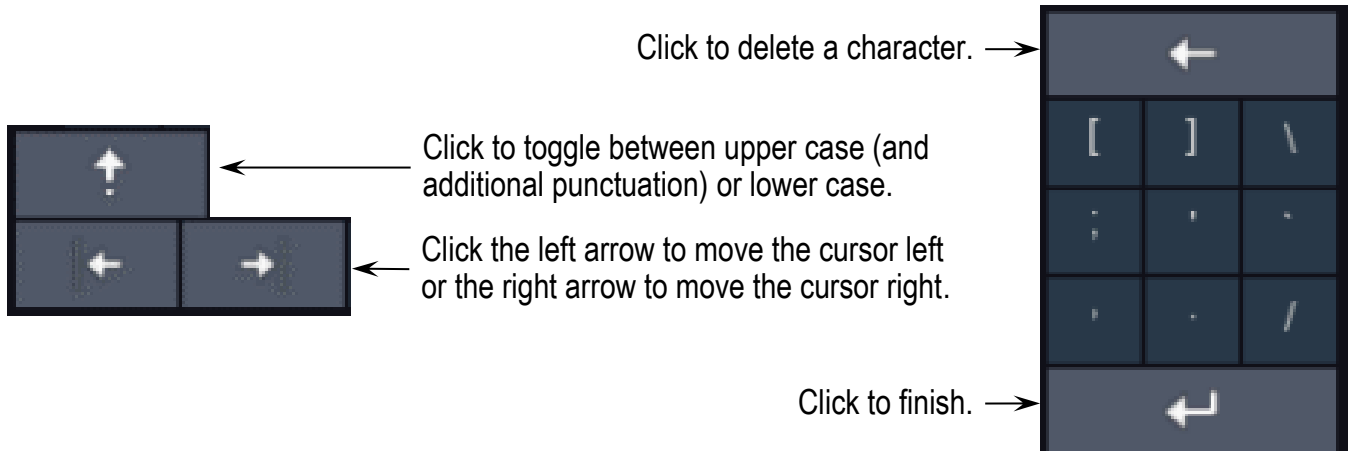 Click to delete a character.
Click to toggle between upper case (and
additional punctuation) or lower case.
Click the left arrow to move the cursor left
or the right arrow to move the cursor right.
Click to finish.
[ ] \
; ' `
, . /